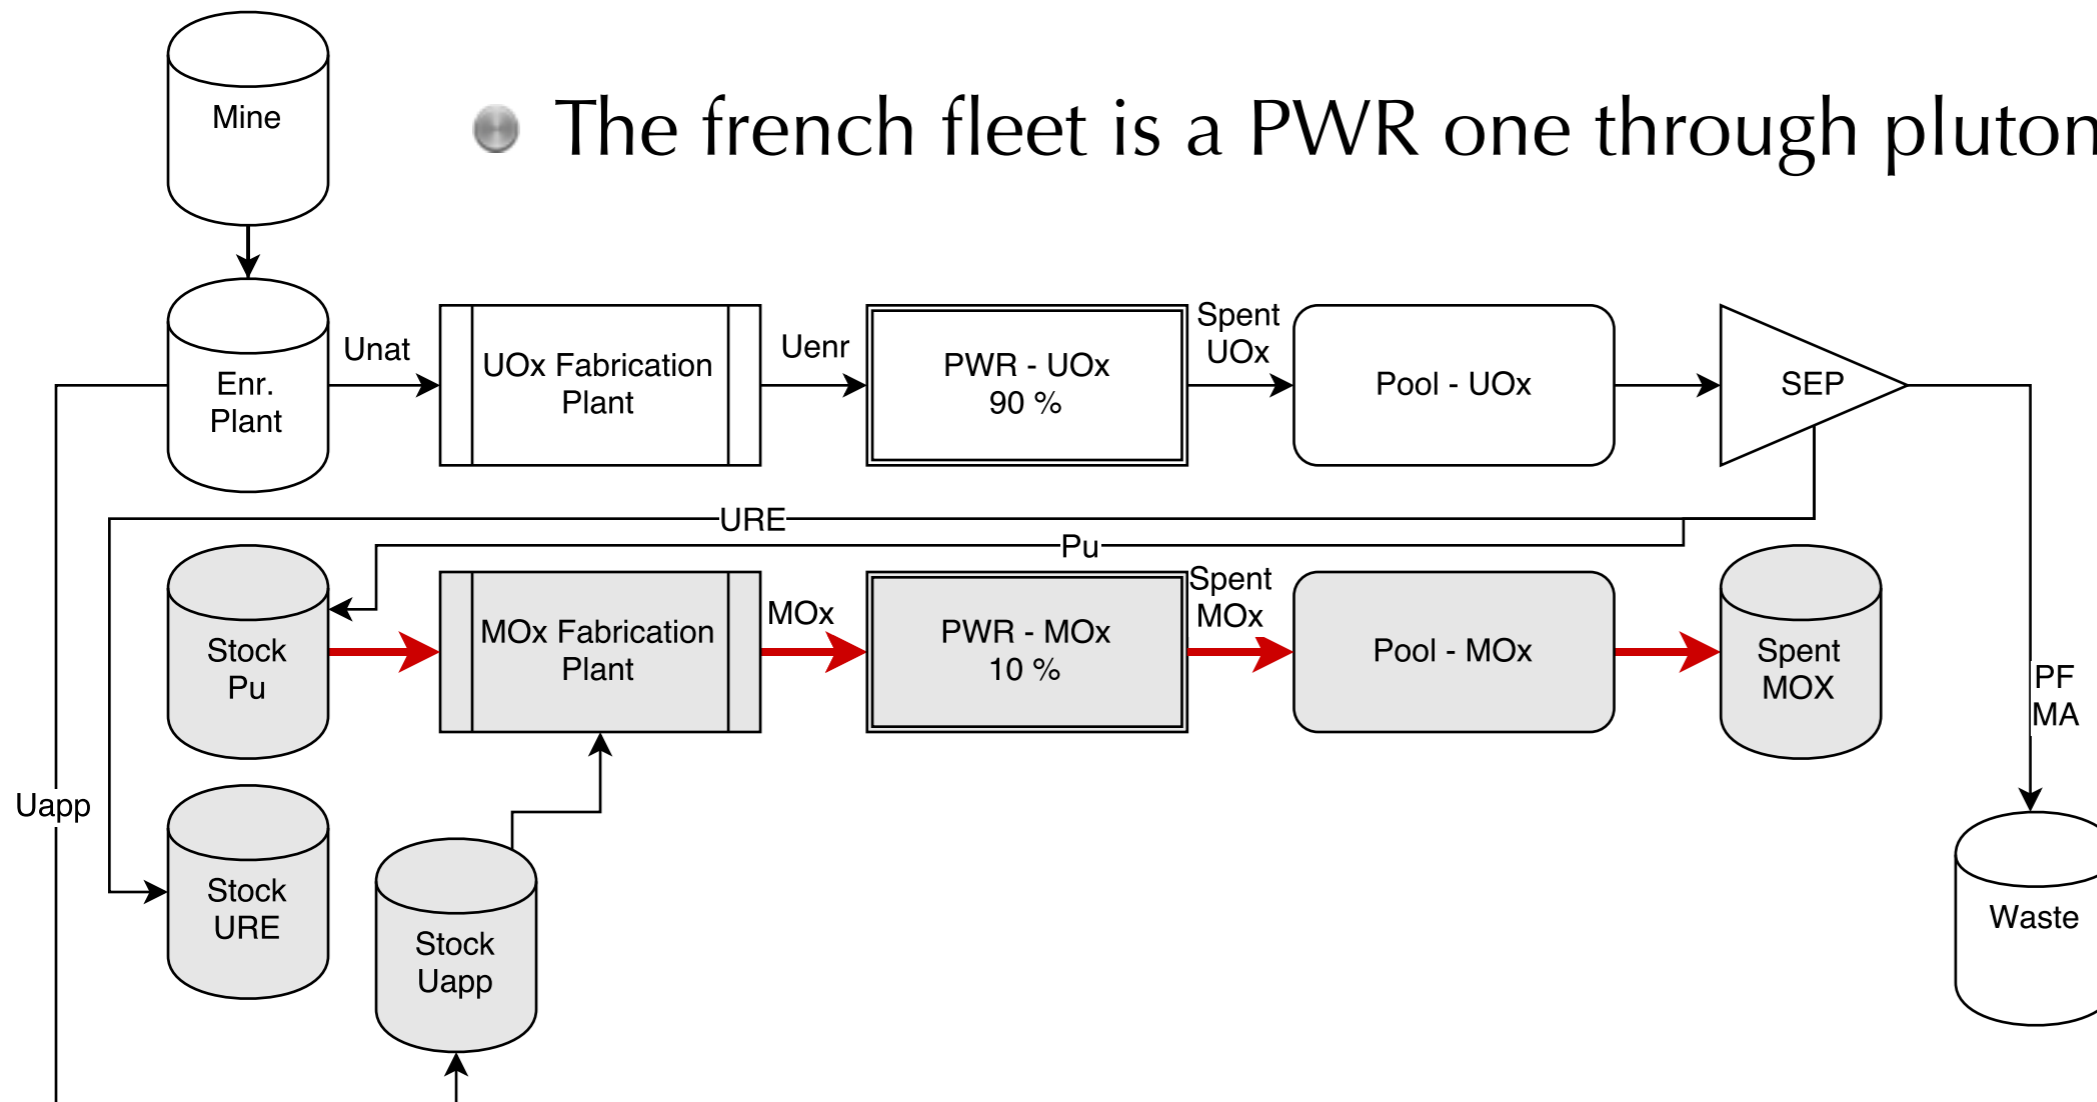 Mine
The french fleet is a PWR one through pluton
Enr.
Plant
Unat
UOx Fabrication
Plant
Uenr
PWR - UOx
90 %
Spent
UOx
Pool - UOx
SEP
URE
Pu
Stock
Pu
MOx Fabrication
Plant
MOx
PWR - MOx
10 %
Spent
MOx
Pool - MOx
Spent
MOX
PF
MA
Uapp
Stock
URE
Stock
Uapp
Waste